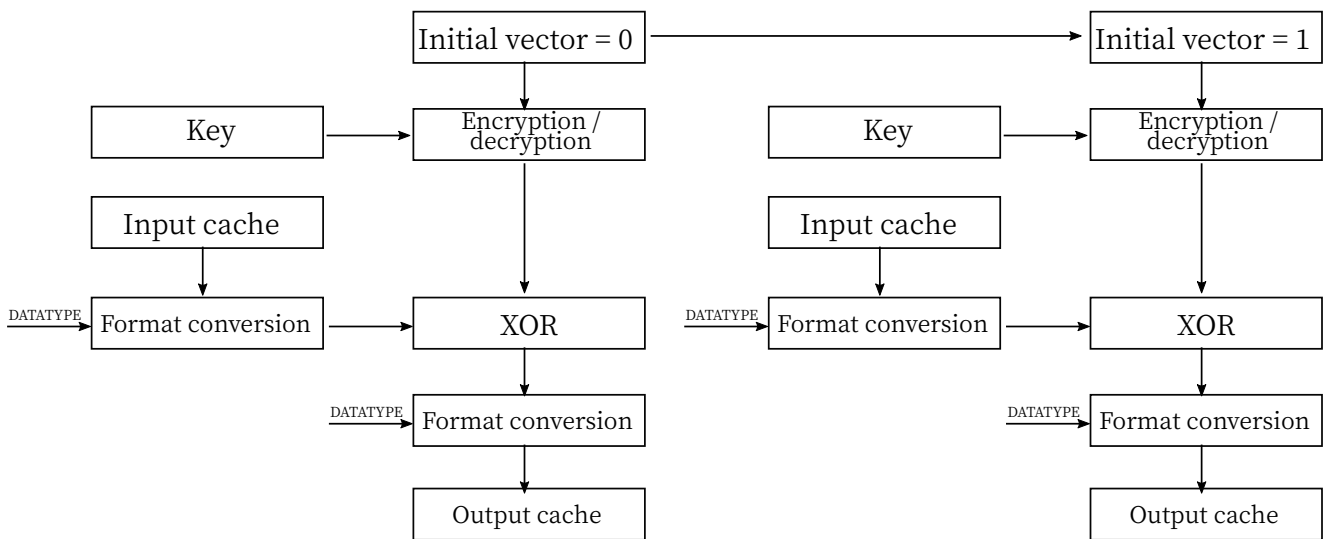 Initial vector = 0
Initial vector = 1
Key
Encryption /
decryption
Key
Encryption /
decryption
Input cache
Input cache
DATATYPE
Format conversion
XOR
DATATYPE
Format conversion
XOR
DATATYPE
Format conversion
DATATYPE
Format conversion
Output cache
Output cache